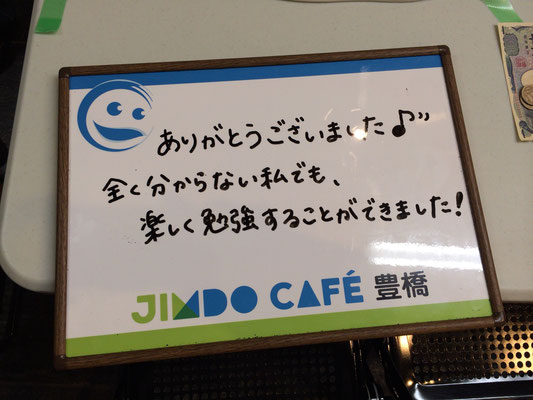 ありがとうございました♪"
全く分からない私でも、
楽しく勉強することができました!
JIMDO CAFÉ 豊橋